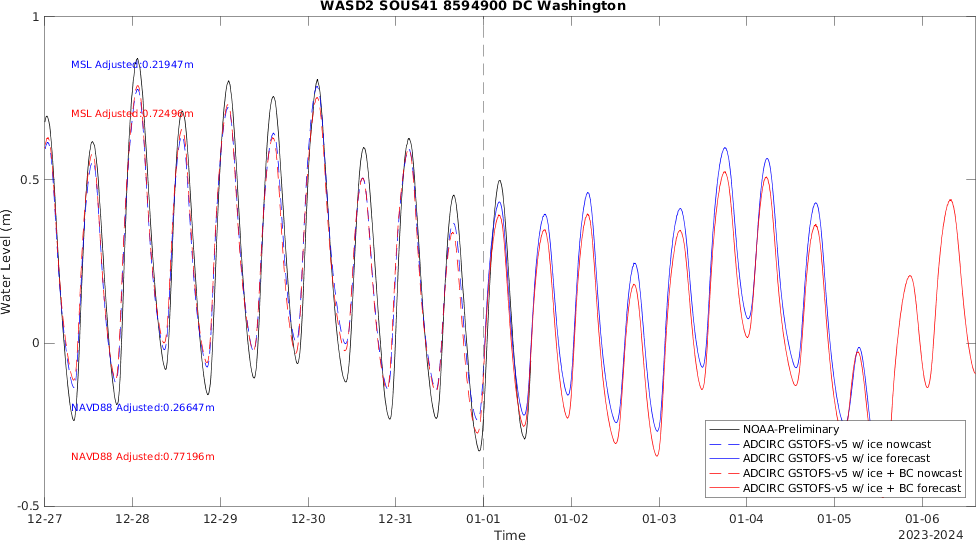 WASD2 SOUS41 8594900 DC Washington
1
MSL Adjusted:0.21947m
MSL Adjusted:0.72496m
0.5
Water Level (m)
0
NAVD88 Adjusted:0.26647m
NAVD88 Adjusted:0.77196m
NOAA-Preliminary
ADCIRC GSTOFS-v5 w/ ice nowcast
ADCIRC GSTOFS-v5 w/ ice forecast
ADCIRC GSTOFS-v5 w/ ice + BC nowcast
ADCIRC GSTOFS-v5 w/ ice + BC forecast
-0.5
12-27 12-28 12-29 12-30 12-31 01-01 01-02 01-03 01-04 01-05 01-06
Time
2023-2024